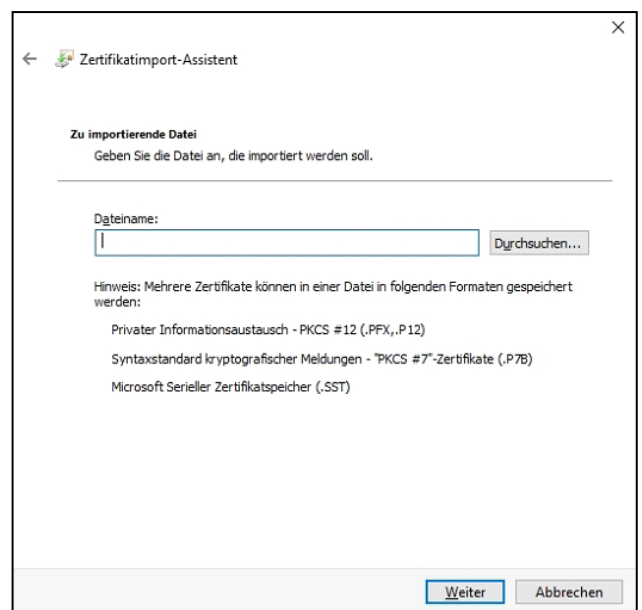 Zertifikatimport-Assistent
Zu importierende Datei
Geben Sie die Datei an, die importiert werden soll.
Dateiname:
Durchsuchen...
Hinweis: Mehrere Zertifikate können in einer Datei in folgenden Formaten gespeichert
werden:
Privater Informationsaustausch - PKCS #12 (.PFX,.P12)
Syntaxstandard kryptografischer Meldungen - "PKCS #7"-Zertifikate (.P7B)
Microsoft Serieller Zertifikatspeicher (.SST)
Weiter Abbrechen